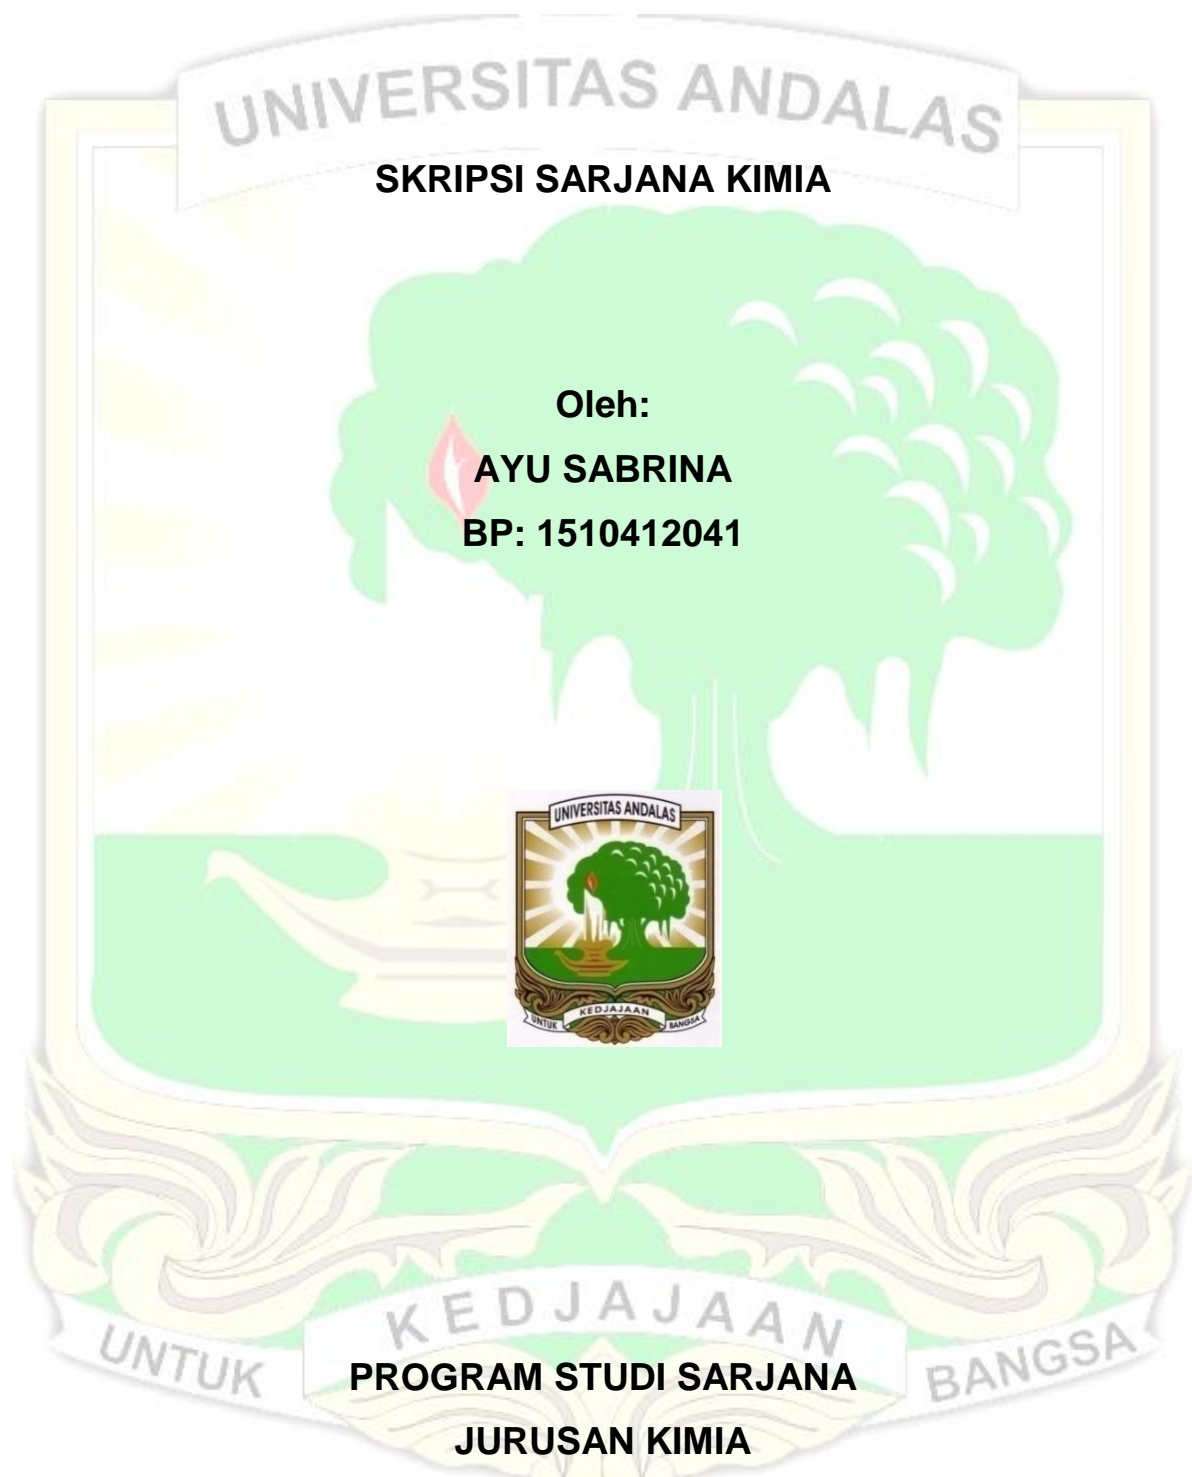 UNIVERSITAS ANDALAS
SKRIPSI SARJANA KIMIA
Oleh:
AYU SABRINA
BP: 1510412041
UNIVERSITAS ANDALAS
UNTUK KEDJAJAAN BANGSA
UNTUK KEDJAJAAN BANGSA
PROGRAM STUDI SARJANA
JURUSAN KIMIA